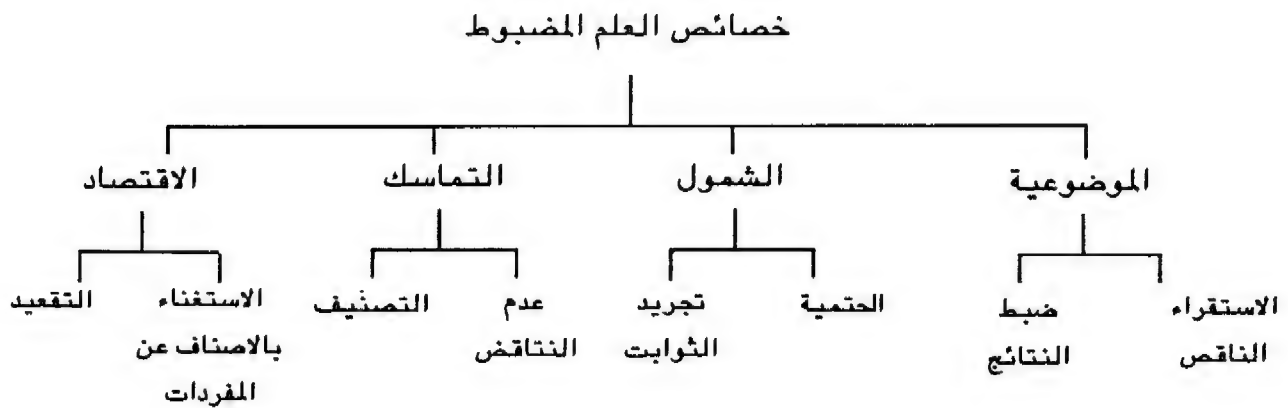 خصائص العلم المضبوط
الموضوعية الشمول التماسك الاقتصاد
الاستقراء ضبط الحتمية تجريد عدم التصنيف الاستغناء التقعيد
الناقص النتائج الثوابت النتاقض بالاصناف عن
المفردات